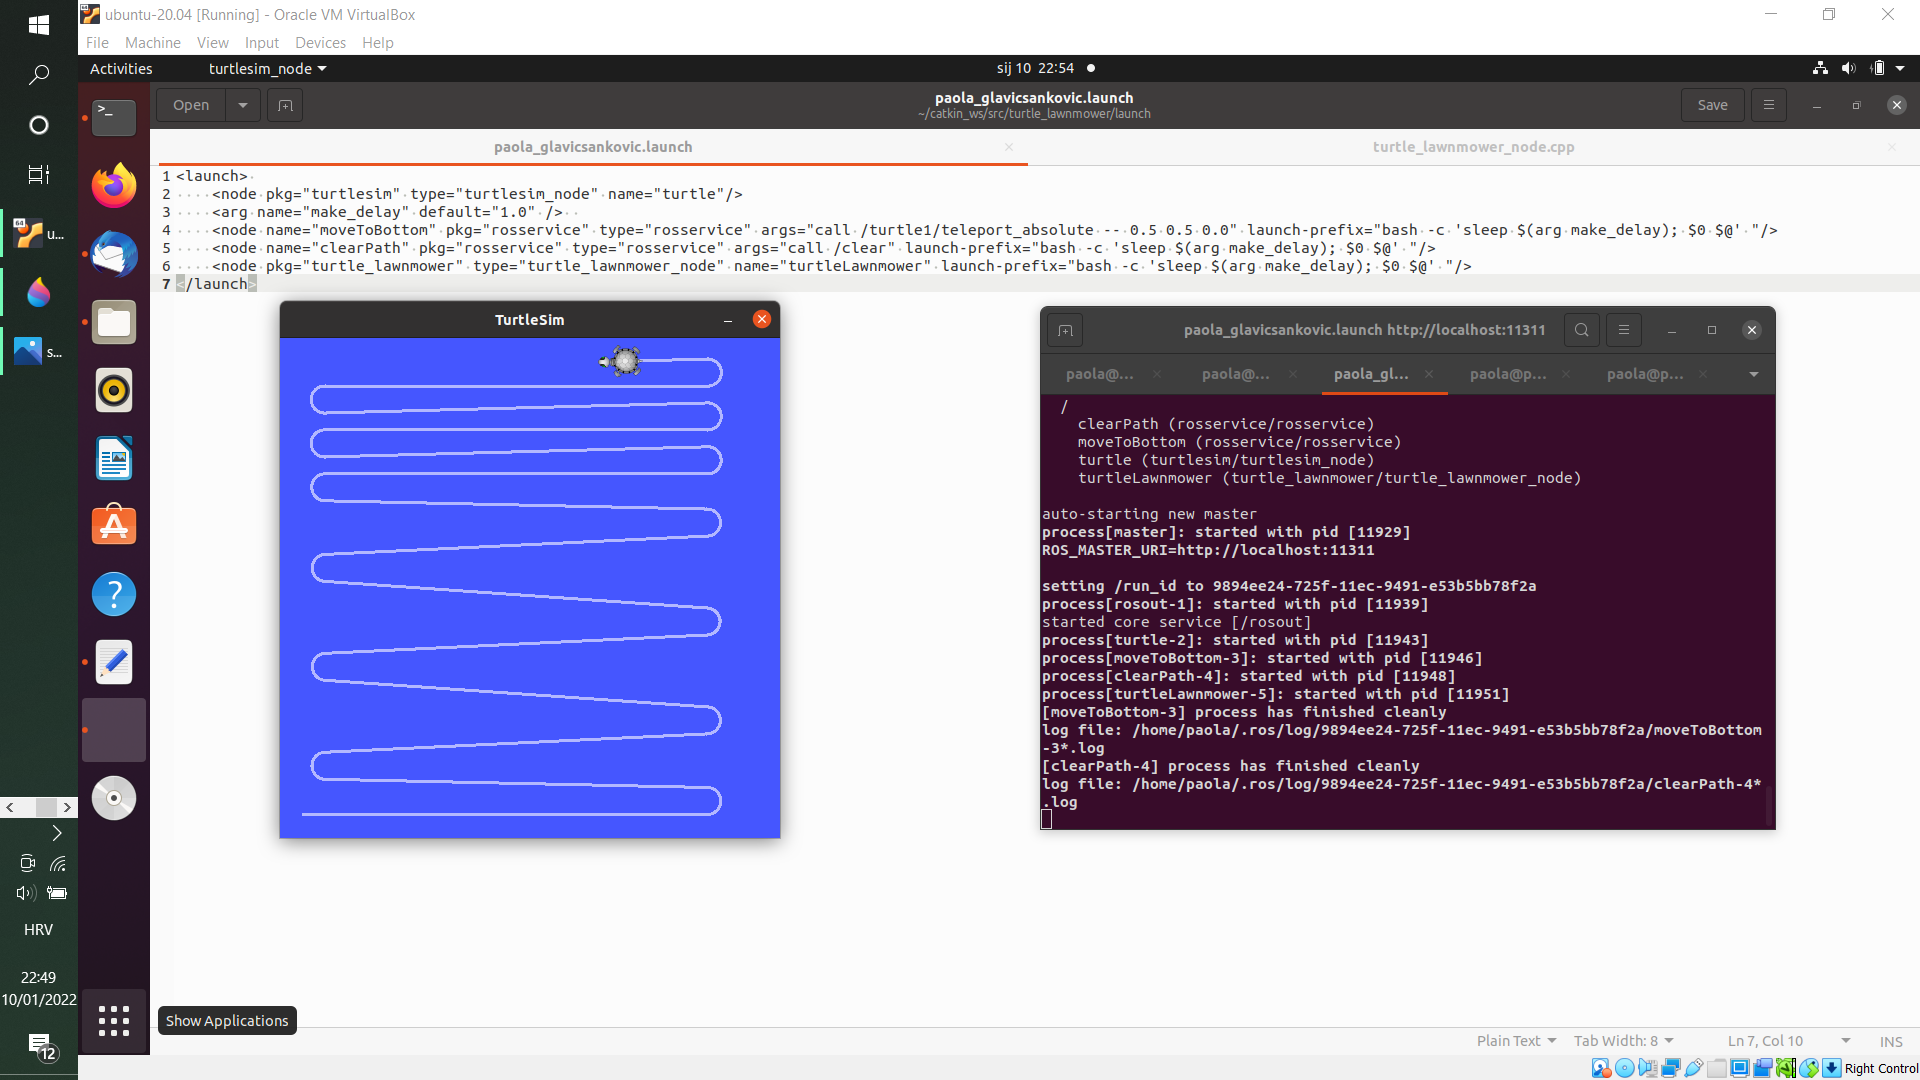 ubuntu-20.04 [Running] - Oracle VM VirtualBox
File Machine View Input Devices Help
Activities turtlesim_node sij 10 22:54
Open paola_glavicsankovic.launch Save
~/catkin_ws/src/turtle_lawnmower/launch
paola_glavicsankovic.launch turtle_lawnmower_node.cpp
1 <launch>
2     <node pkg="turtlesim" type="turtlesim_node" name="turtle"/>
3     <arg name="make_delay" default="1.0" />
4     <node name="moveToBottom" pkg="rosservice" type="rosservice" args="call /turtle1/teleport_absolute -- 0.5 0.5 0.0" launch-prefix="bash -c 'sleep $(arg make_delay); $0 $@' "/>
5     <node name="clearPath" pkg="rosservice" type="rosservice" args="call /clear" launch-prefix="bash -c 'sleep $(arg make_delay); $0 $@' "/>
6     <node pkg="turtle_lawnmower" type="turtle_lawnmower_node" name="turtleLawnmower" launch-prefix="bash -c 'sleep $(arg make_delay); $0 $@' "/>
7 </launch>
TurtleSim
paola_glavicsankovic.launch http://localhost:11311
paola@... paola@... paola_gl... paola@p... paola@p...
/
clearPath (rosservice/rosservice)
moveToBottom (rosservice/rosservice)
turtle (turtlesim/turtlesim_node)
turtleLawnmower (turtle_lawnmower/turtle_lawnmower_node)
auto-starting new master
process[master]: started with pid [11929]
ROS_MASTER_URI=http://localhost:11311
setting /run_id to 9894ee24-725f-11ec-9491-e53b5bb78f2a
process[rosout-1]: started with pid [11939]
started core service [/rosout]
process[turtle-2]: started with pid [11943]
process[moveToBottom-3]: started with pid [11946]
process[clearPath-4]: started with pid [11948]
process[turtleLawnmower-5]: started with pid [11951]
[moveToBottom-3] process has finished cleanly
log file: /home/paola/.ros/log/9894ee24-725f-11ec-9491-e53b5bb78f2a/moveToBottom
-3*.log
[clearPath-4] process has finished cleanly
log file: /home/paola/.ros/log/9894ee24-725f-11ec-9491-e53b5bb78f2a/clearPath-4*
.log
64
u...
s...
HRV
22:49
10/01/2022
12
Show Applications
Plain Text Tab Width: 8 Ln 7, Col 10 INS
Right Control